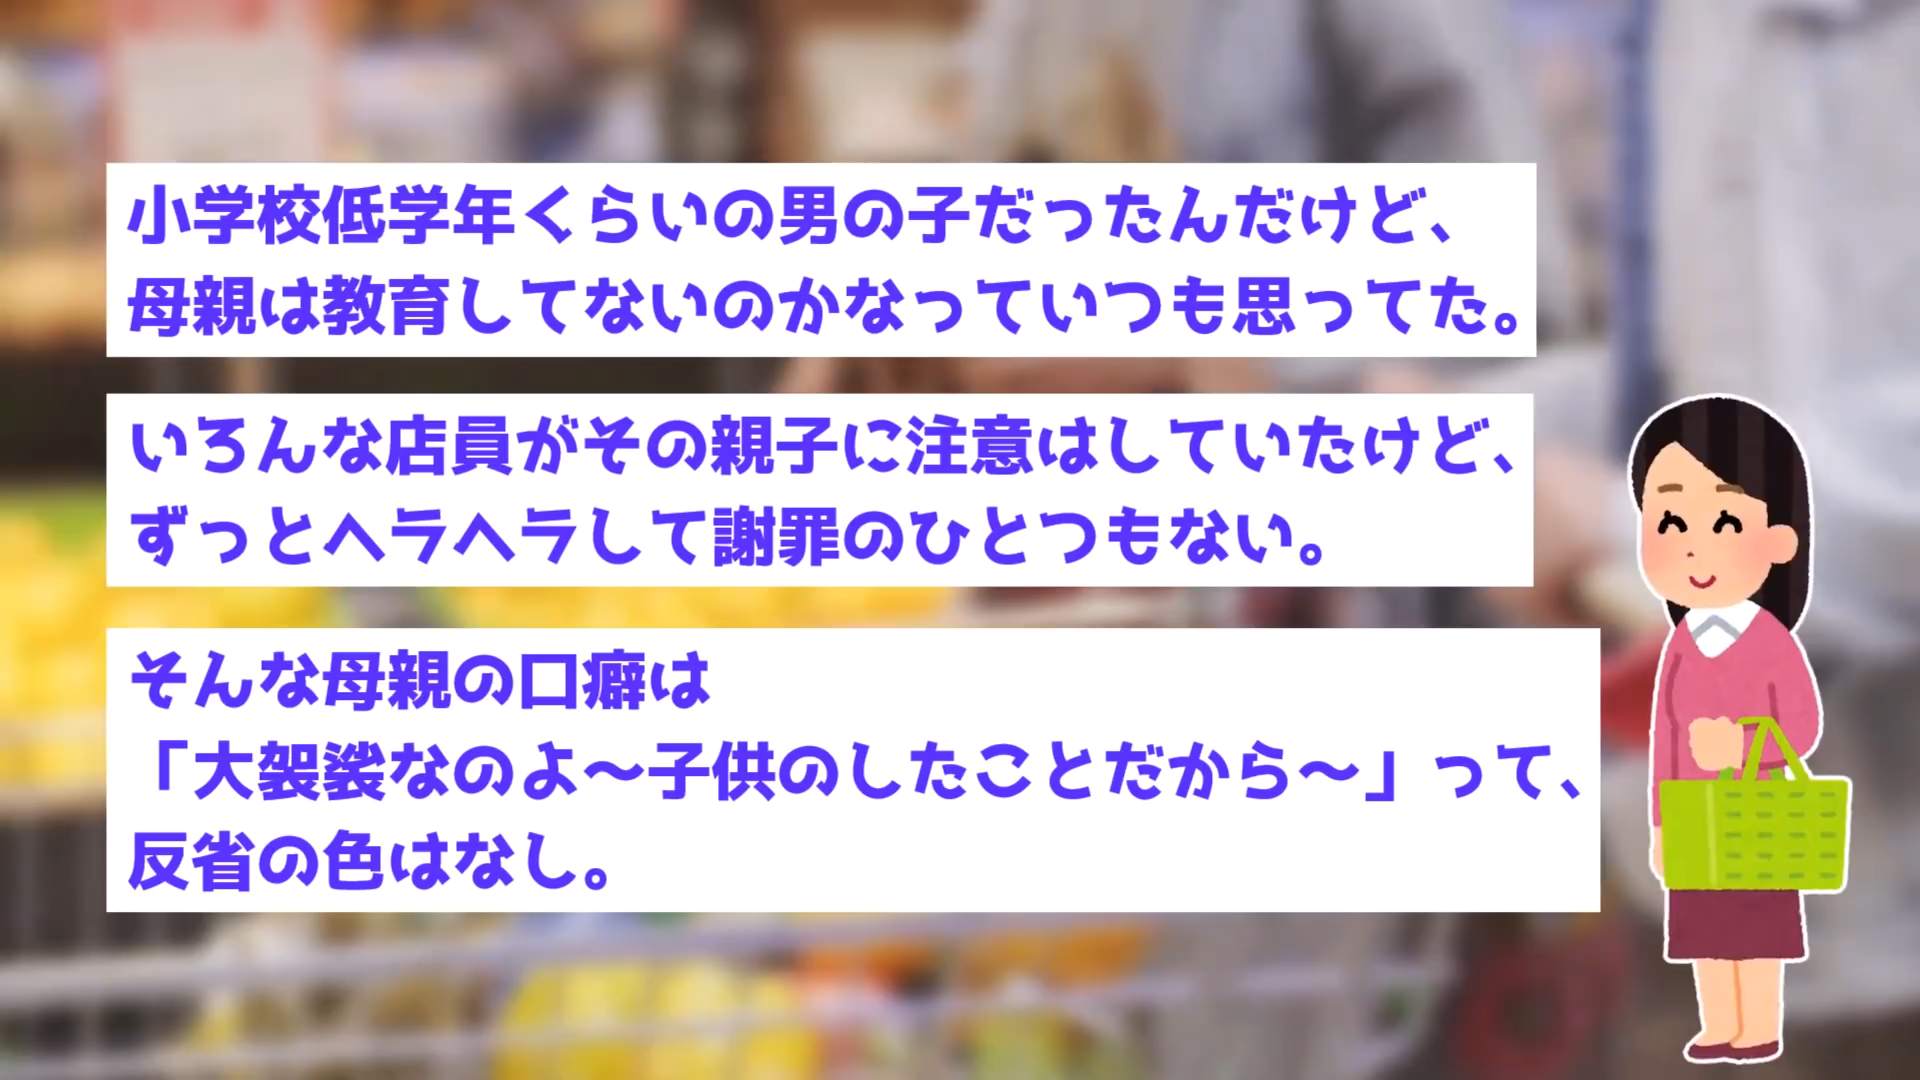 小学校低学年くらいの男の子だったんだけど、
母親は教育してないのかなっていつも思ってた。
いろんな店員がその親子に注意はしていたけど、
ずっとヘラヘラして謝罪のひとつもない。
そんな母親の口癖は
「大袈裟なのよ〜子供のしたことだから〜」って、
反省の色はなし。